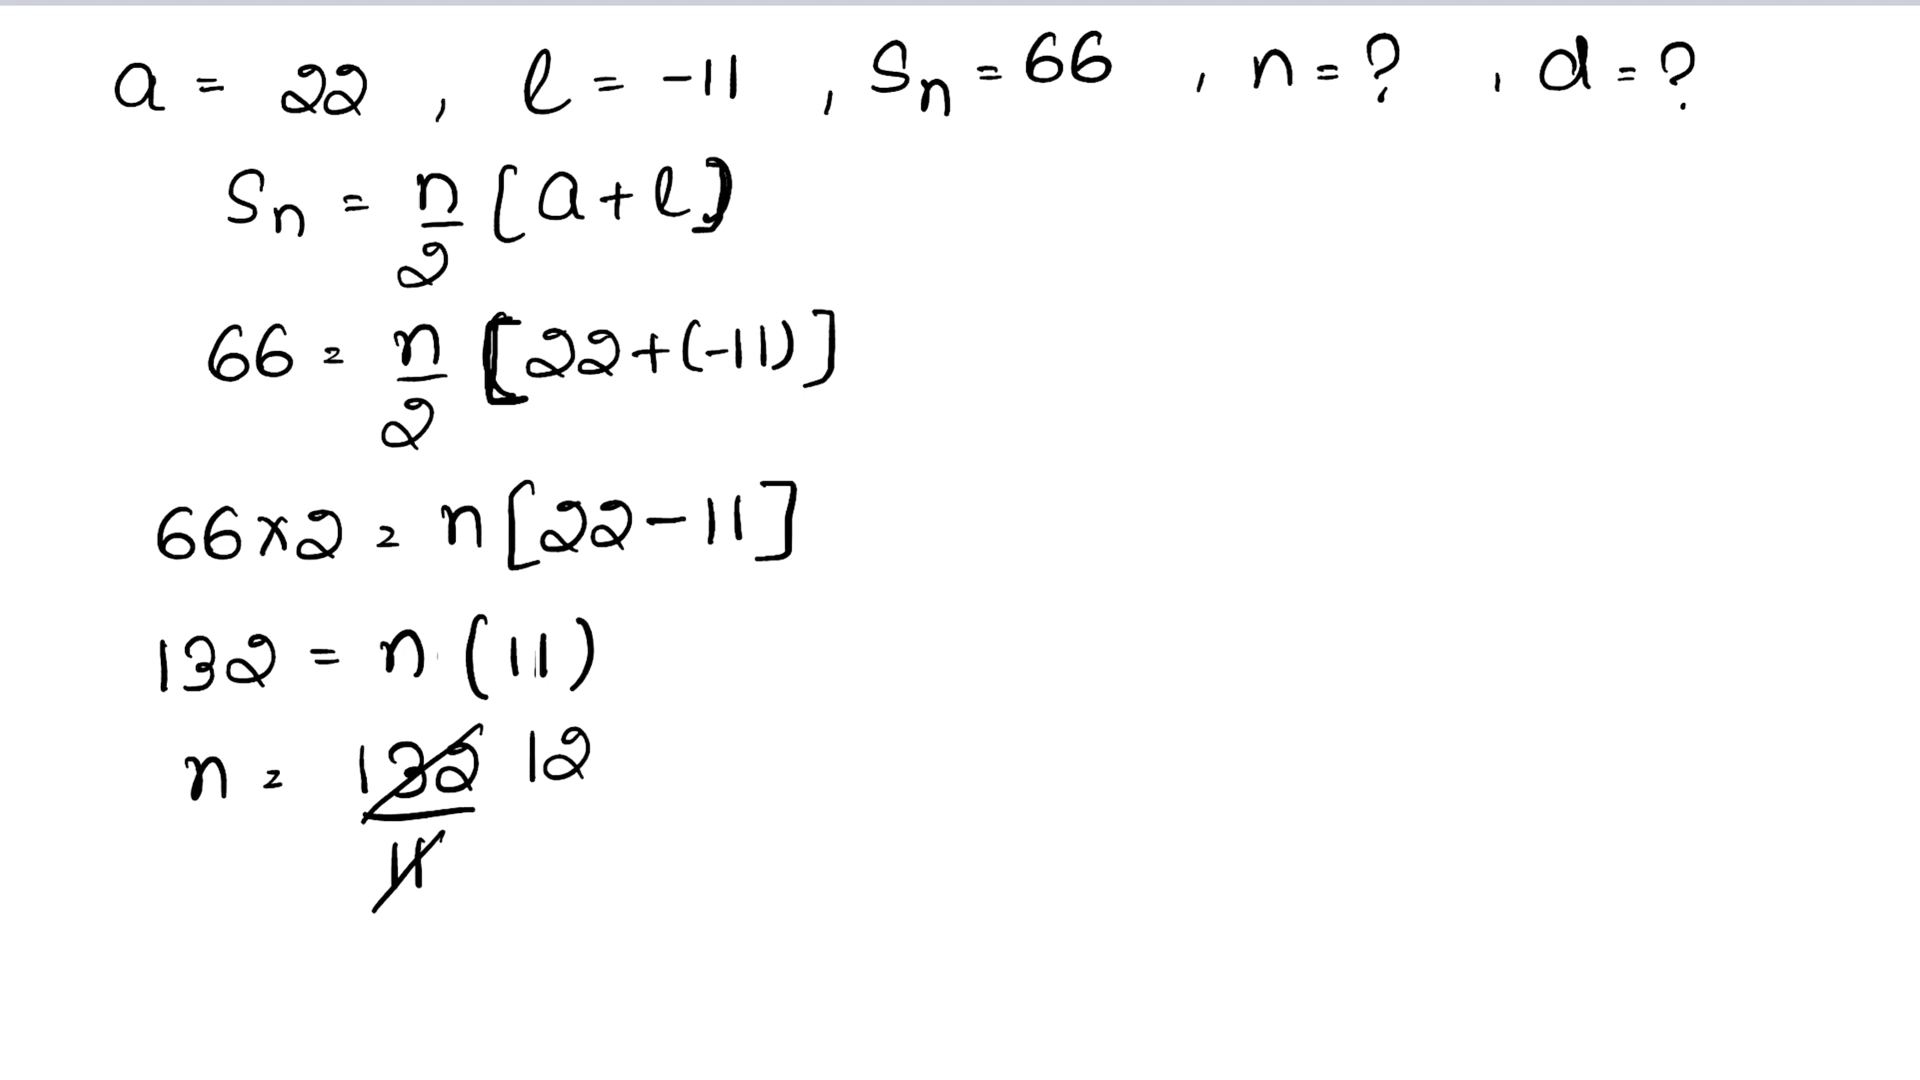 a = 22 , l = -11 , Sn = 66 , n = ? , d = ?
Sn = n/2 [a+l]
66 = n/2 [22+(-11)]
66×2 = n[22-11]
132 = n (11)
n = 132/11 12